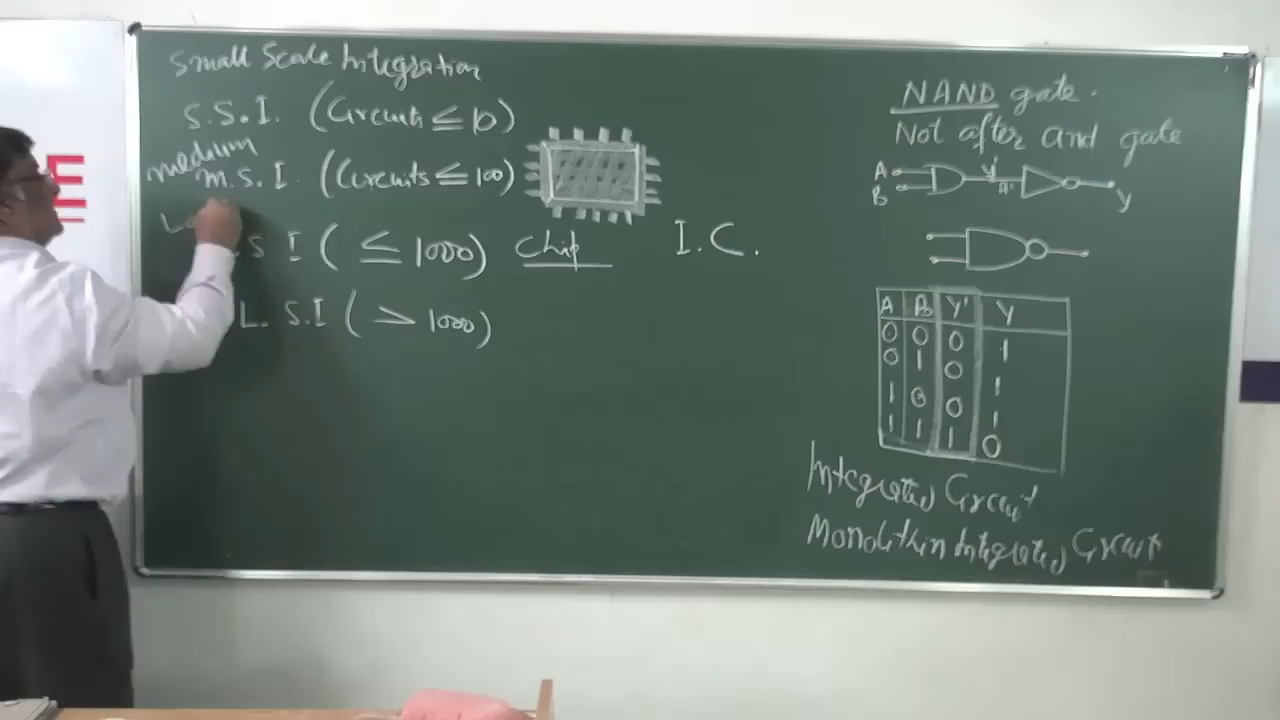 Small Scale Integration
S.S.I. (Circuits ≤ 10)
medium
M.S.I. (Circuits ≤ 100)
S I ( ≤ 1000)
L. S.I ( > 1000)
Chip
I.C.
NAND gate.
Not after and gate
A
B
Y'
A'
Y
A B Y' Y
0 0 0 1
0 1 0 1
1 0 0 1
1 1 1 0
Integrated Circuit
Monolithin Integrated Circuit
E